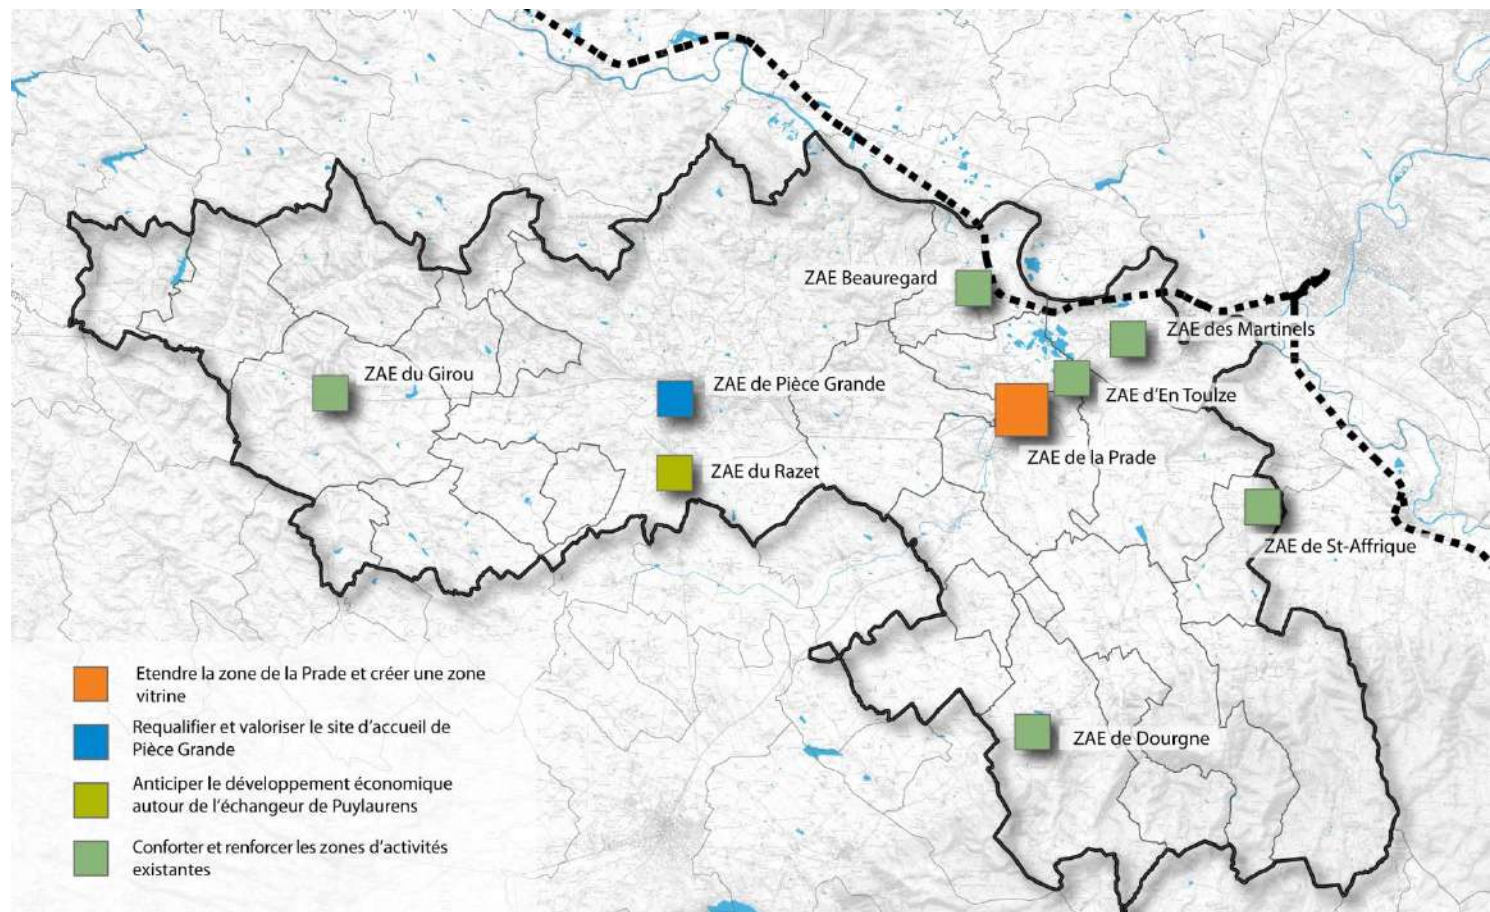 ZAE Beauregard
ZAE des Martinels
ZAE du Girou
ZAE de Pièce Grande
ZAE d'En Toulze
ZAE de la Prade
ZAE du Razet
ZAE de St-Affrique
ZAE de Dourgne
Etendre la zone de la Prade et créer une zone
vitrine
Requalifier et valoriser le site d'accueil de
Pièce Grande
Anticiper le développement économique
autour de l'échangeur de Puylaurens
Conforter et renforcer les zones d'activités
existantes